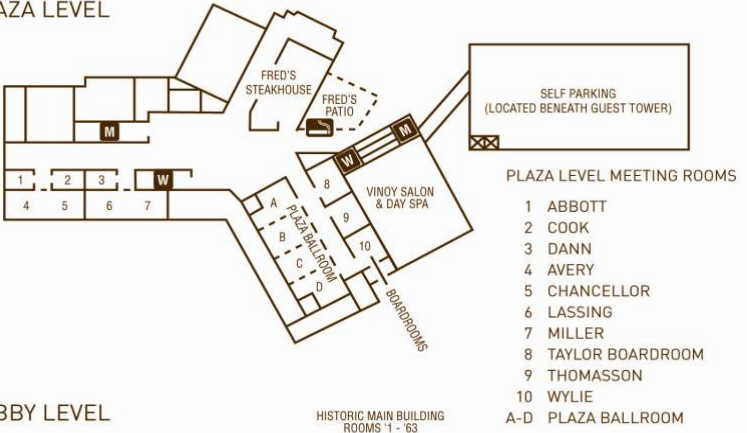 AZA LEVEL
FRED'S
STEAKHOUSE
FRED'S
PATIO
SELF PARKING
(LOCATED BENEATH GUEST TOWER)
M
M
W
W
1
2
3
4
5
6
7
8
9
10
A
B
C
D
PLAZA BALLROOM
VINOY SALON
& DAY SPA
BOARDROOMS
PLAZA LEVEL MEETING ROOMS
1 ABBOTT
2 COOK
3 DANN
4 AVERY
5 CHANCELLOR
6 LASSING
7 MILLER
8 TAYLOR BOARDROOM
9 THOMASSON
10 WYLIE
A-D PLAZA BALLROOM
BBY LEVEL
HISTORIC MAIN BUILDING
ROOMS '1 - '63